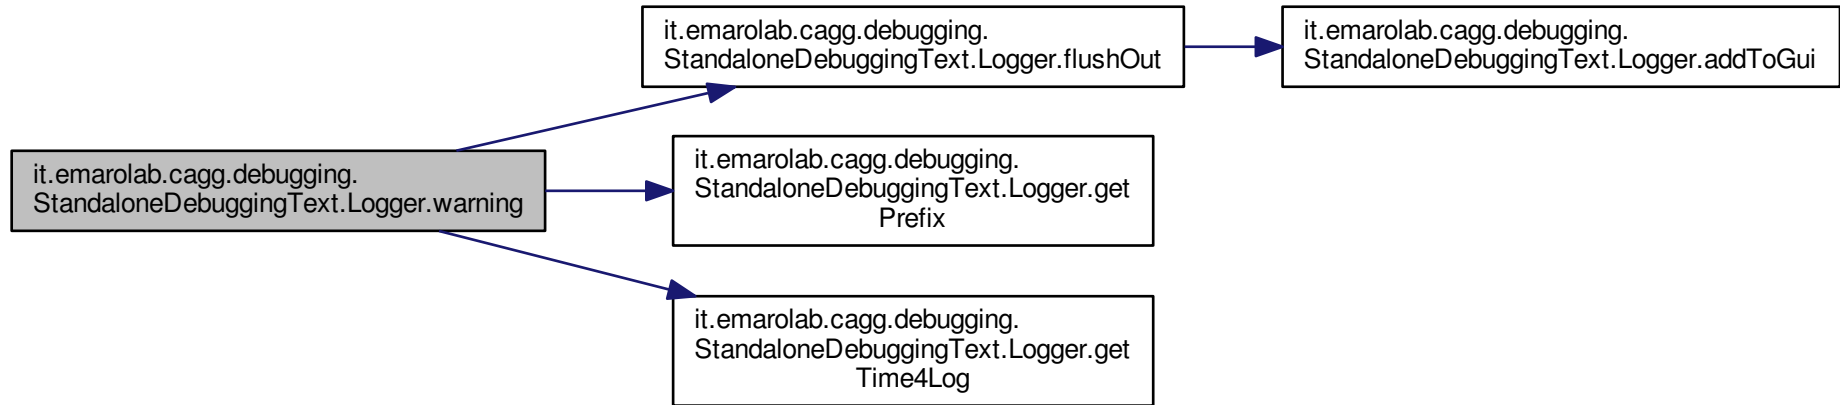 it.emarolab.cagg.debugging.
StandaloneDebuggingText.Logger.warning
it.emarolab.cagg.debugging.
StandaloneDebuggingText.Logger.flushOut
it.emarolab.cagg.debugging.
StandaloneDebuggingText.Logger.addToGui
it.emarolab.cagg.debugging.
StandaloneDebuggingText.Logger.get
Prefix
it.emarolab.cagg.debugging.
StandaloneDebuggingText.Logger.get
Time4Log